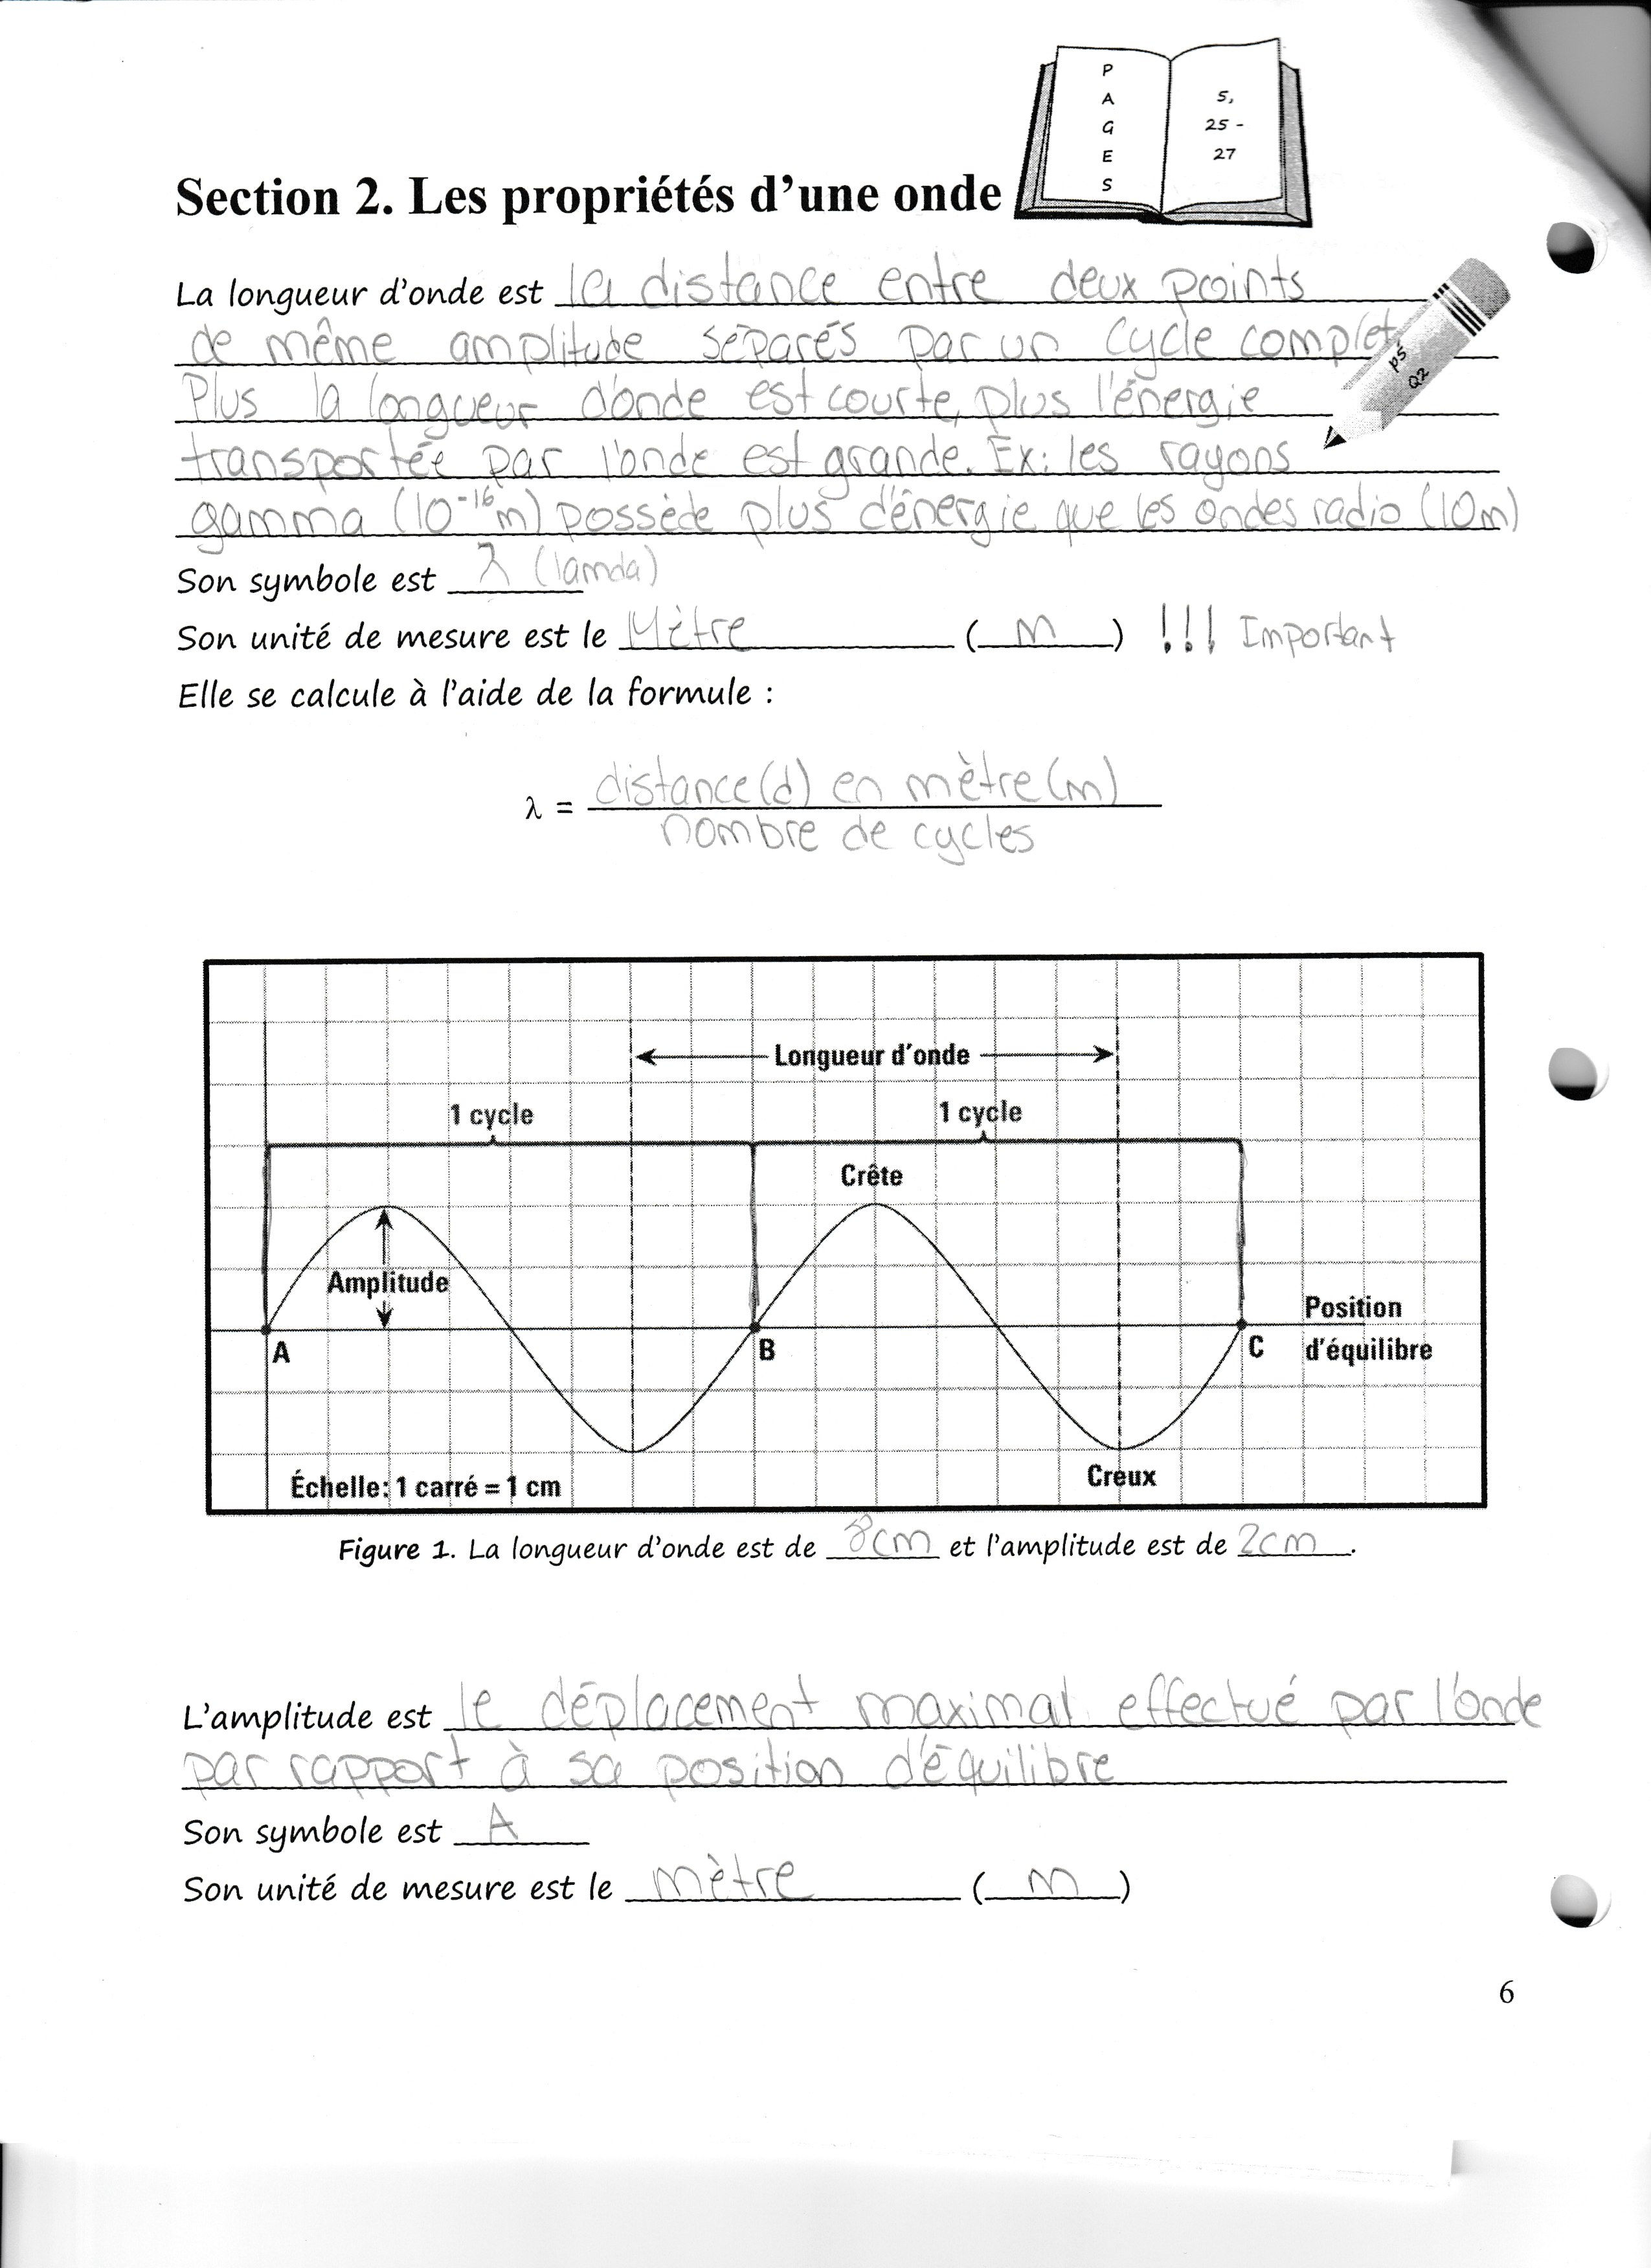 P
A
G
E
S
5,
25 -
27
Section 2. Les propriétés d'une onde
La longueur d'onde est la distance entre deux points
de même amplitude séparés par un cycle complet
p5
Q2
Plus la longueur d'onde est courte, plus l'énergie
transportée par l'onde est grande. Ex: les rayons
gamma (10⁻¹⁶m) possède plus d'énergie que les ondes radio (10m)
Son symbole est λ (lamda)
Son unité de mesure est le Mètre (m) !!! Important
Elle se calcule à l'aide de la formule :
distance(d) en mètre(m)
λ =
nombre de cycles
Longueur d'onde
1 cycle 1 cycle
Crête
Amplitude
Position
A B C d'équilibre
Creux
Échelle: 1 carré = 1 cm
Figure 1. La longueur d'onde est de 8cm et l'amplitude est de 2cm.
L'amplitude est le déplacement maximal effectué par l'onde
par rapport à sa position d'équilibre
Son symbole est A
Son unité de mesure est le mètre (m)
6